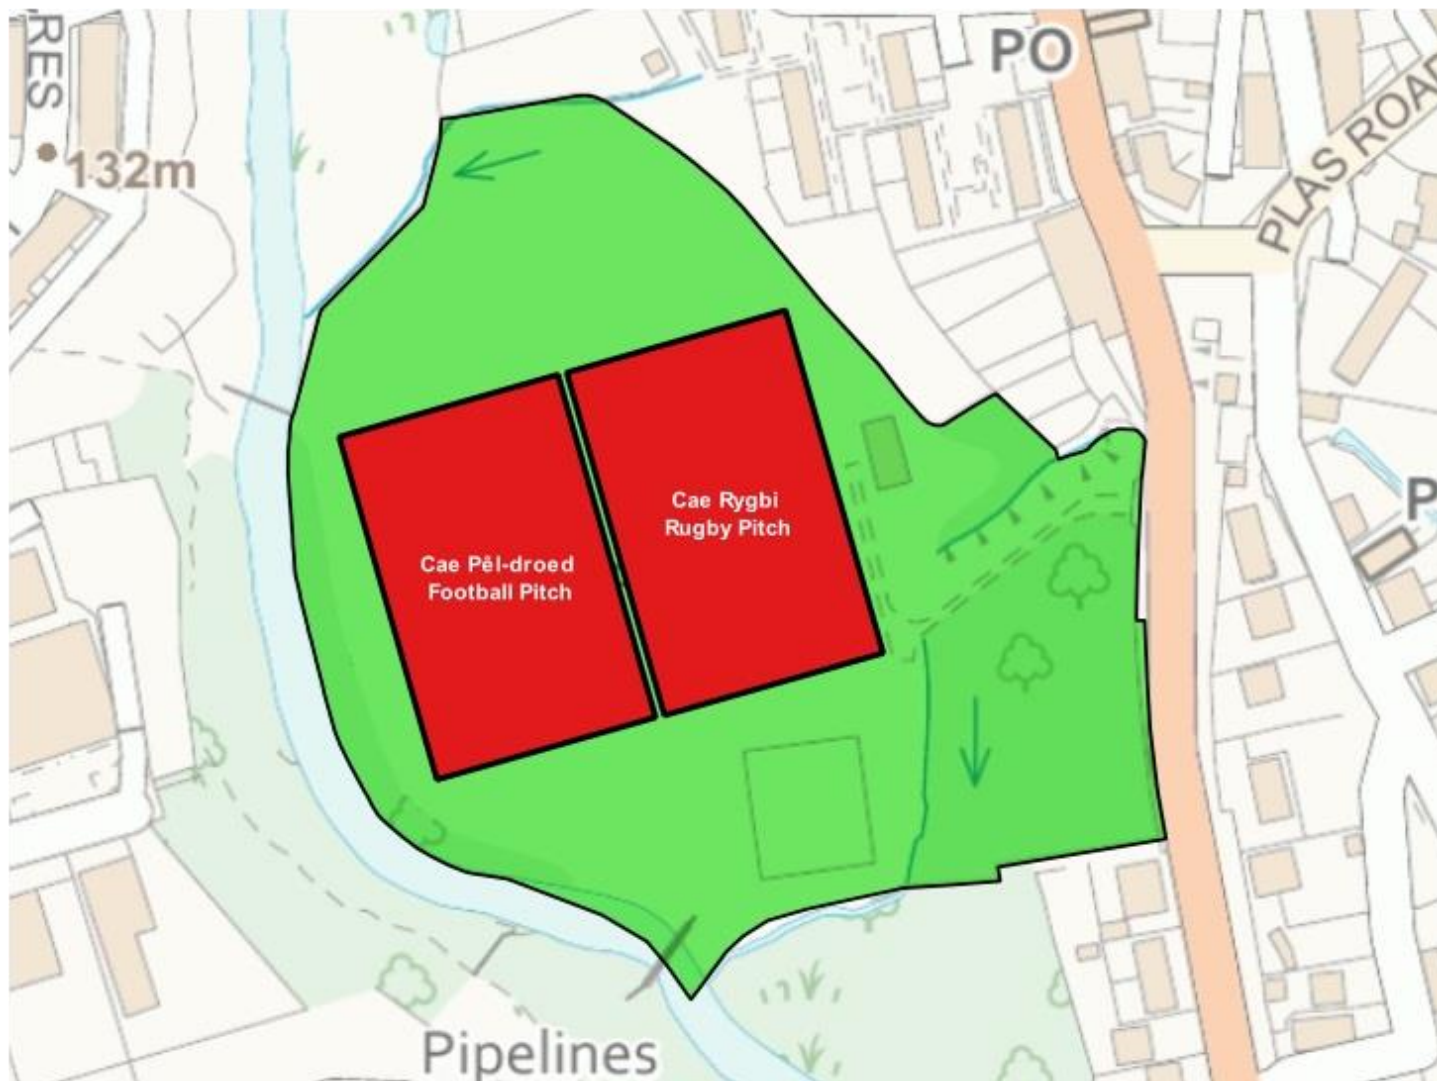 RES
PO
PLAS ROAD
132m
Cae Rygbi
Rugby Pitch
Cae Pêl-droed
Football Pitch
P
Pipelines